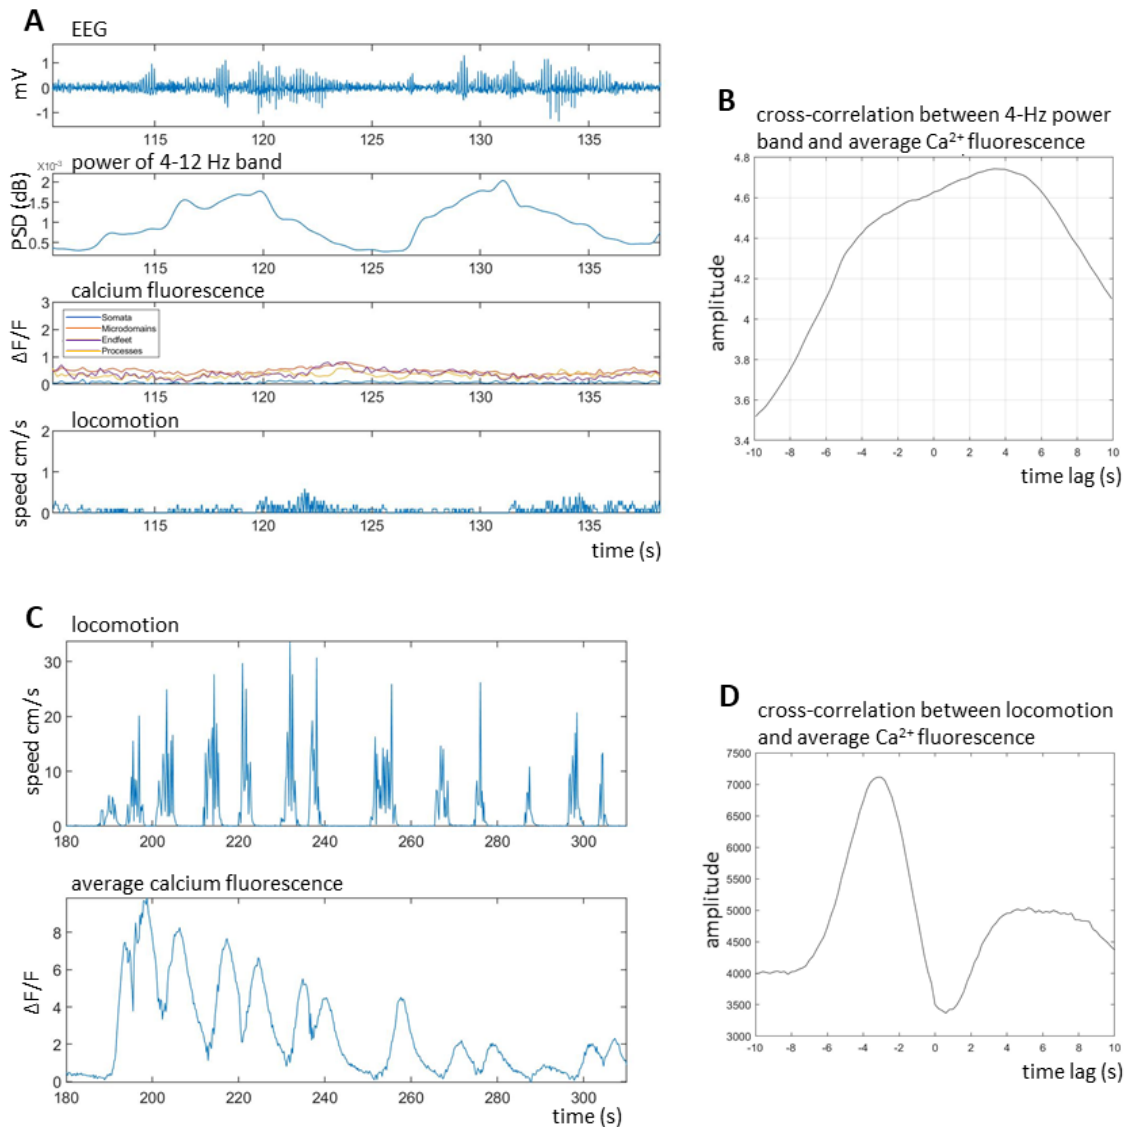 A
EEG
mV
1
0
-1
115 120 125 130 135
X10⁻³
power of 4-12 Hz band
PSD (dB)
2
1.5
1
0.5
115 120 125 130 135
calcium fluorescence
ΔF/F
3
2
1
0
Somata
Microdomains
Endfeet
Processes
115 120 125 130 135
locomotion
speed cm/s
2
1
0
115 120 125 130 135
time (s)
B
cross-correlation between 4-Hz power
band and average Ca²⁺ fluorescence
amplitude
4.8
4.6
4.4
4.2
4
3.8
3.6
3.4
-10 -8 -6 -4 -2 0 2 4 6 8 10
time lag (s)
C
locomotion
speed cm/s
30
20
10
0
180 200 220 240 260 280 300
average calcium fluorescence
ΔF/F
8
6
4
2
0
180 200 220 240 260 280 300
time (s)
D
cross-correlation between locomotion
and average Ca²⁺ fluorescence
amplitude
7500
7000
6500
6000
5500
5000
4500
4000
3500
3000
-10 -8 -6 -4 -2 0 2 4 6 8 10
time lag (s)